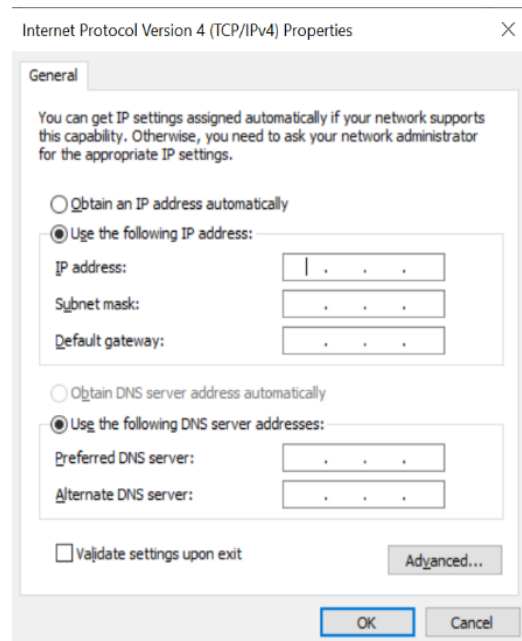 Internet Protocol Version 4 (TCP/IPv4) Properties
General
You can get IP settings assigned automatically if your network supports
this capability. Otherwise, you need to ask your network administrator
for the appropriate IP settings.
Obtain an IP address automatically
Use the following IP address:
IP address:
. . .
Subnet mask:
. . .
Default gateway:
. . .
Obtain DNS server address automatically
Use the following DNS server addresses:
Preferred DNS server:
. . .
Alternate DNS server:
. . .
Validate settings upon exit
Advanced...
OK
Cancel